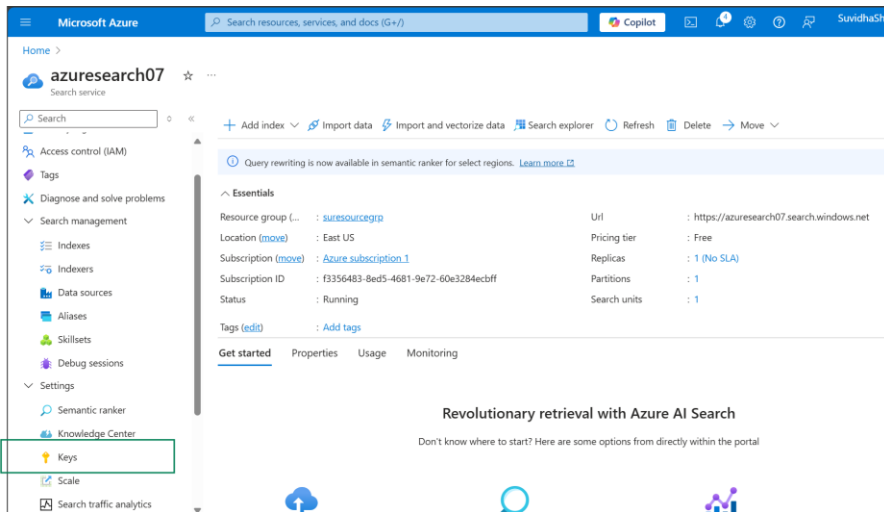 Microsoft Azure
Search resources, services, and docs (G+/)
Copilot
4
SuvidhaSh
Home >
azuresearch07
Search service
Search
Access control (IAM)
Tags
Diagnose and solve problems
Search management
Indexes
Indexers
Data sources
Aliases
Skillsets
Debug sessions
Settings
Semantic ranker
Knowledge Center
Keys
Scale
Search traffic analytics
Add index
Import data
Import and vectorize data
Search explorer
Refresh
Delete
Move
Query rewriting is now available in semantic ranker for select regions. Learn more
Essentials
Resource group (... : suresourcegrp
Location (move) : East US
Subscription (move) : Azure subscription 1
Subscription ID : f3356483-8ed5-4681-9e72-60e3284ecbff
Status : Running
Url : https://azuresearch07.search.windows.net
Pricing tier : Free
Replicas : 1 (No SLA)
Partitions : 1
Search units : 1
Tags (edit) : Add tags
Get started
Properties
Usage
Monitoring
Revolutionary retrieval with Azure AI Search
Don't know where to start? Here are some options from directly within the portal